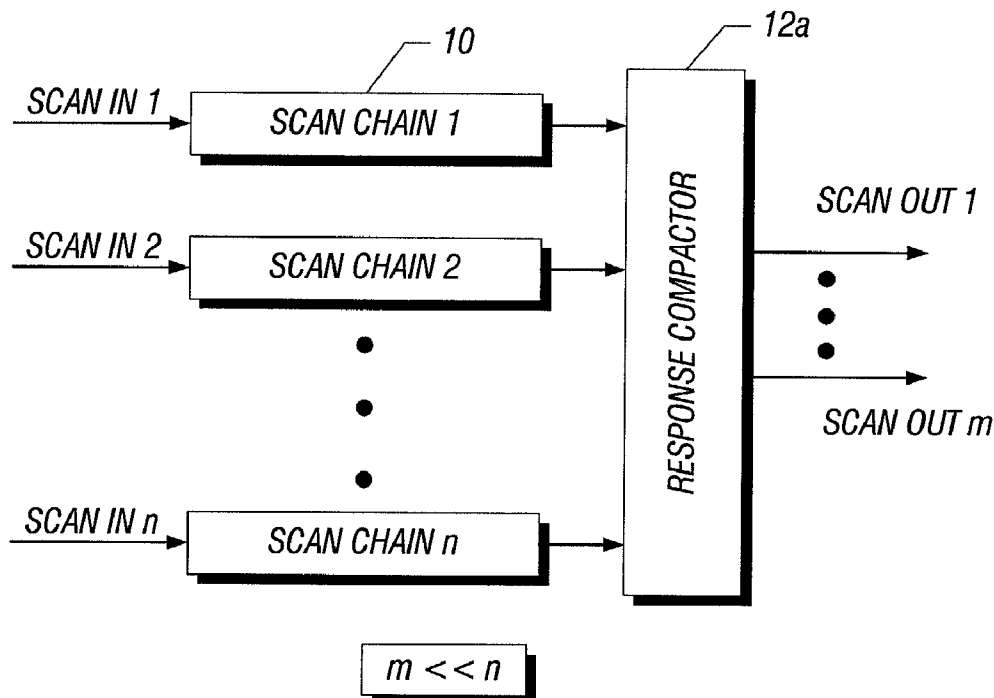 10
12a
SCAN IN 1
SCAN CHAIN 1
SCAN IN 2
SCAN CHAIN 2
SCAN IN n
SCAN CHAIN n
RESPONSE COMPACTOR
SCAN OUT 1
SCAN OUT m
m << n